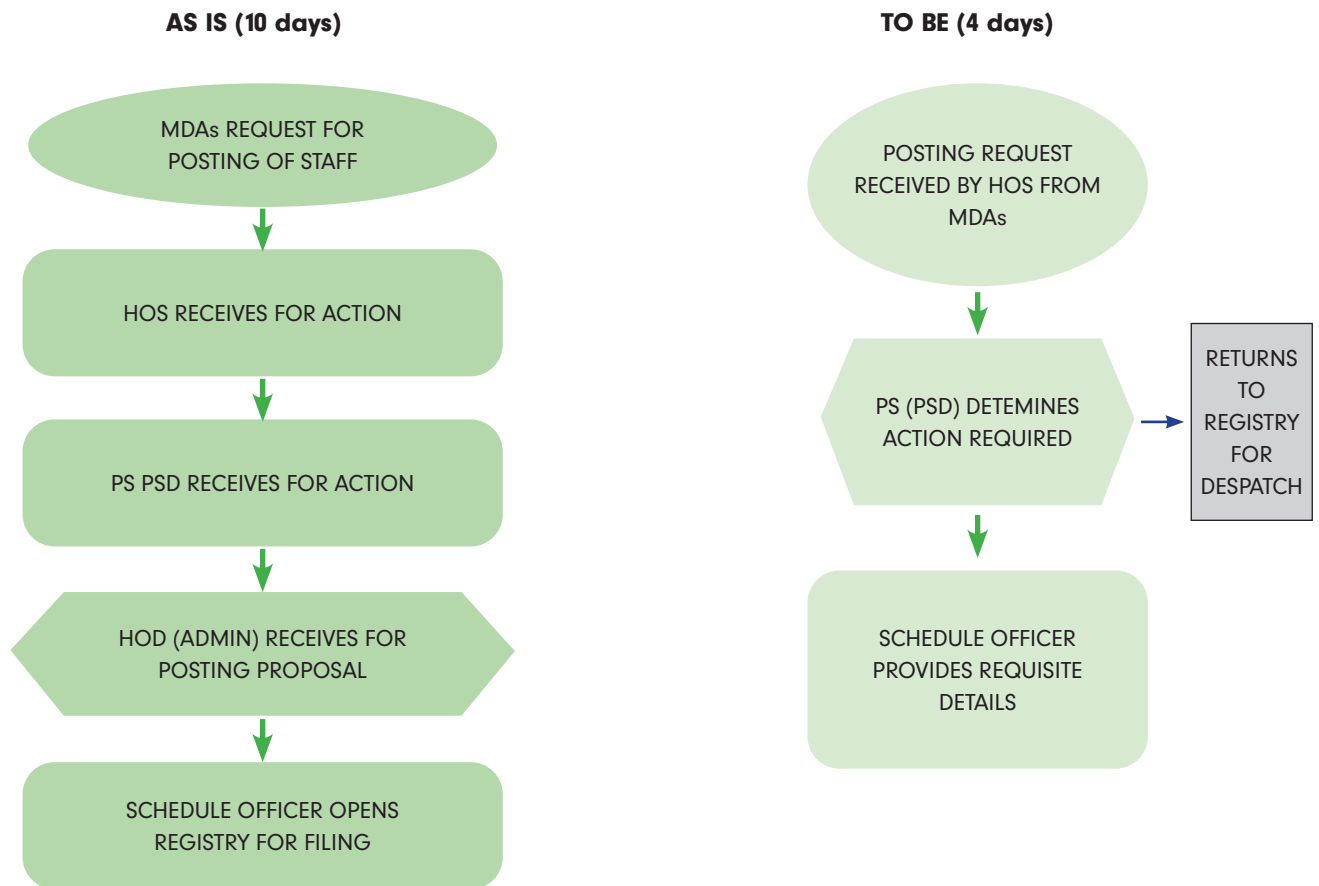 AS IS (10 days)
MDAs REQUEST FOR
POSTING OF STAFF
HOS RECEIVES FOR ACTION
PS PSD RECEIVES FOR ACTION
HOD (ADMIN) RECEIVES FOR
POSTING PROPOSAL
SCHEDULE OFFICER OPENS
REGISTRY FOR FILING
TO BE (4 days)
POSTING REQUEST
RECEIVED BY HOS FROM
MDAs
PS (PSD) DETEMINES
ACTION REQUIRED
RETURNS
TO
REGISTRY
FOR
DESPATCH
SCHEDULE OFFICER
PROVIDES REQUISITE
DETAILS